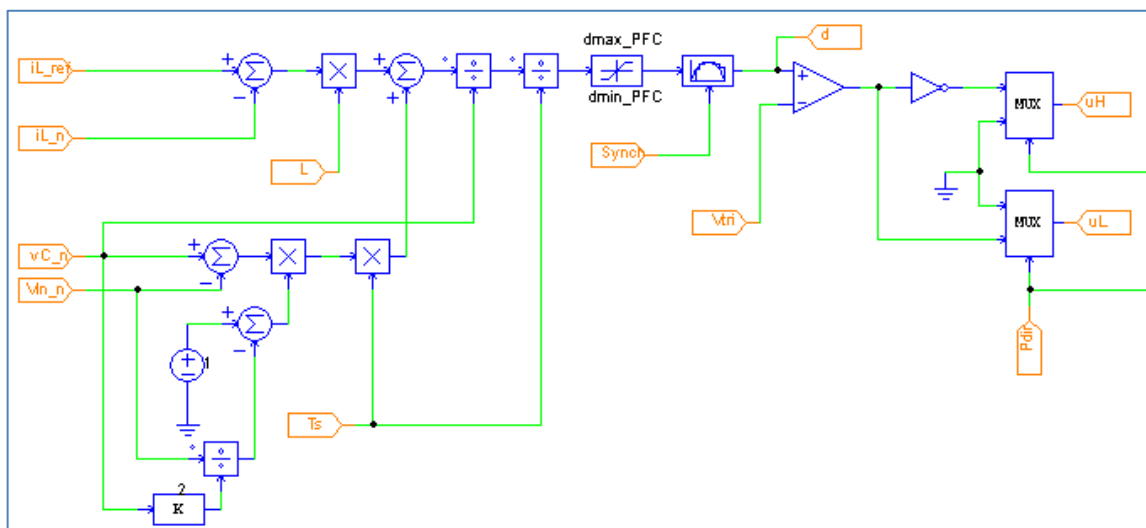 dmax_PFC
d
iL_ref
dmin_PFC
MUX
uH
iL_n
L
Synch
Vtri
MUX
uL
vC_n
Vin_n
1
Pdir
Ts
2
K